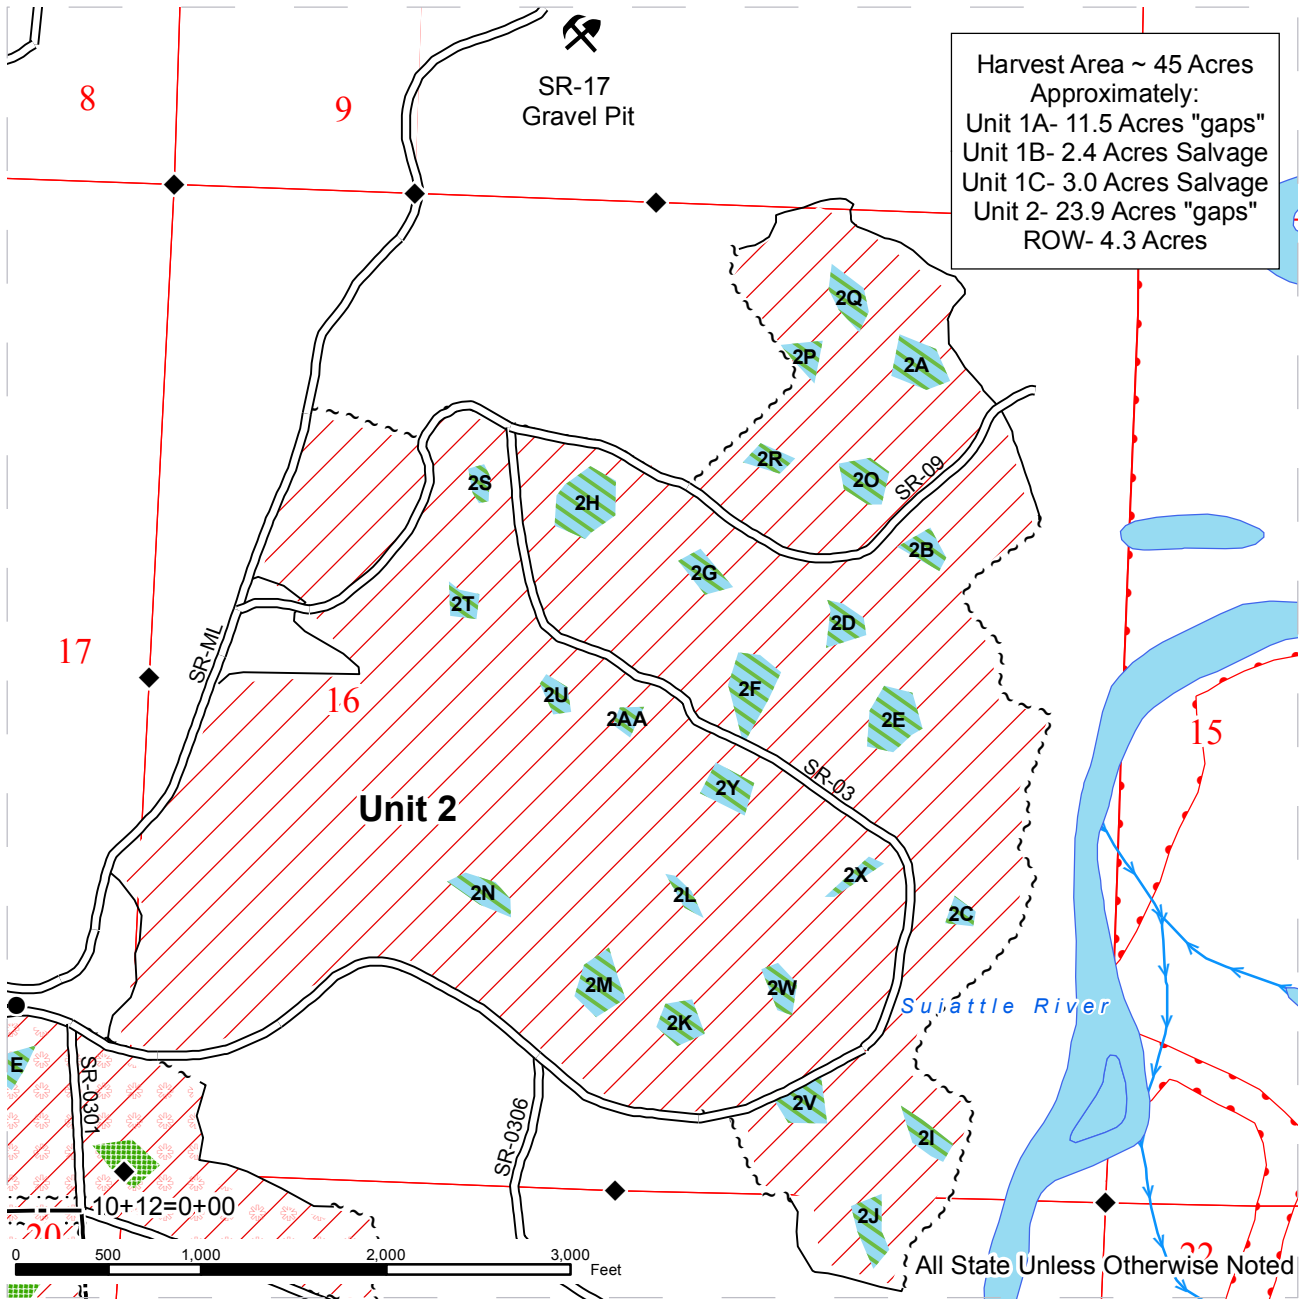 8
9
SR-17
Gravel Pit
Harvest Area ~ 45 Acres
Approximately:
Unit 1A- 11.5 Acres "gaps"
Unit 1B- 2.4 Acres Salvage
Unit 1C- 3.0 Acres Salvage
Unit 2- 23.9 Acres "gaps"
ROW- 4.3 Acres
2Q
2P
2A
2R
2O
SR-09
2S
2H
2B
2G
2T
2D
SR-ML
17
16
2U
2AA
2F
2E
15
2Y
SR-03
Unit 2
2N
2L
2X
2C
2M
2W
2K
Suiattle River
E
SR-0301
SR-0306
2V
2I
10+12=0+00
2J
20
22
0 500 1,000 2,000 3,000
Feet
All State Unless Otherwise Noted